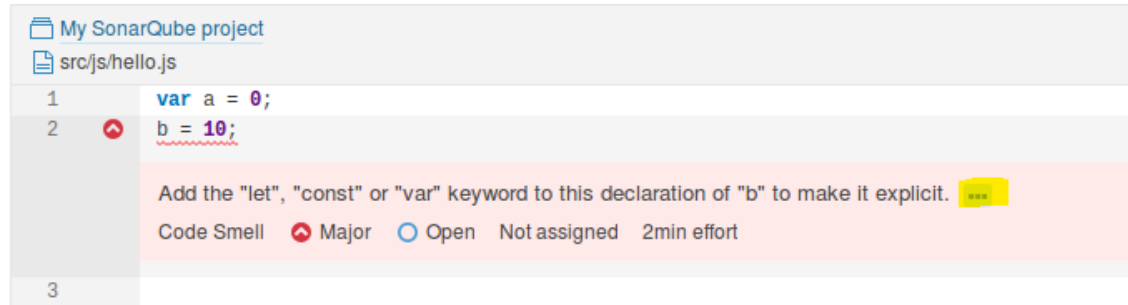 My SonarQube project
src/js/hello.js
1 var a = 0;
2 b = 10;
Add the "let", "const" or "var" keyword to this declaration of "b" to make it explicit. ...
Code Smell Major Open Not assigned 2min effort
3